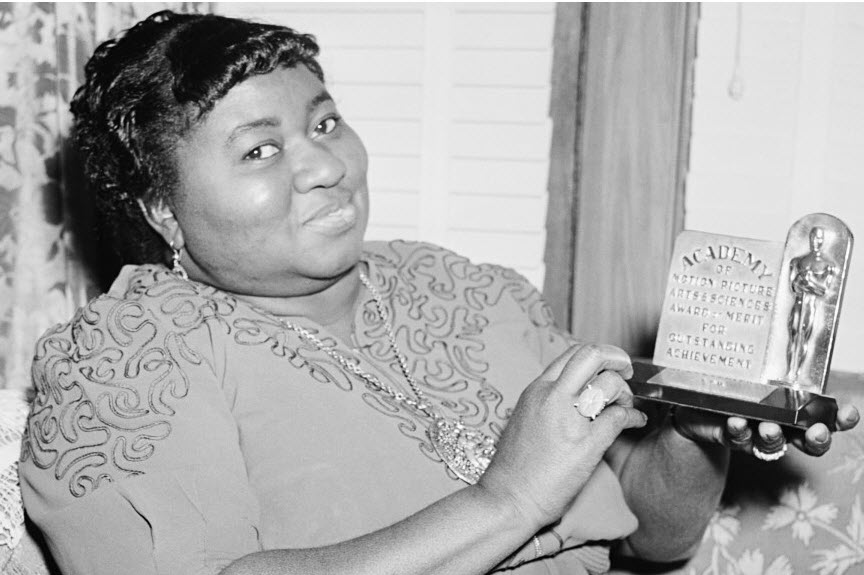 ACADEMY
OF
MOTION PICTURE
ARTS & SCIENCES
AWARD OF MERIT
FOR
OUTSTANDING
ACHIEVEMENT